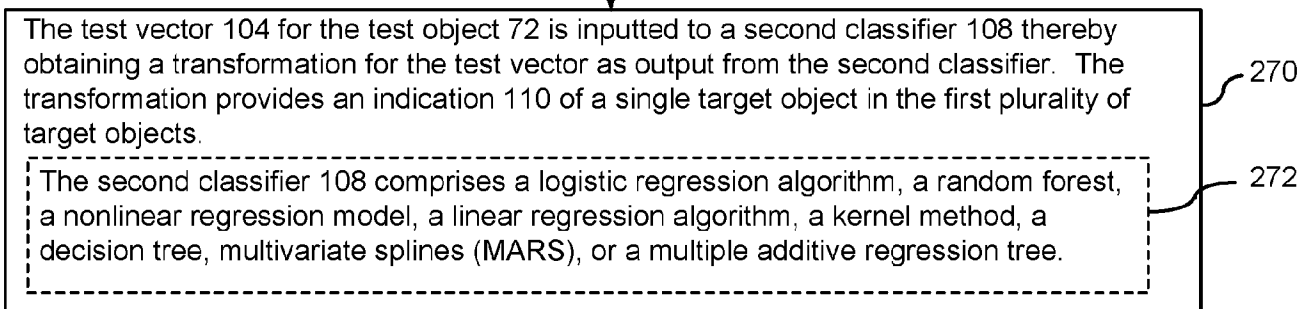 The test vector 104 for the test object 72 is inputted to a second classifier 108 thereby
obtaining a transformation for the test vector as output from the second classifier.  The
transformation provides an indication 110 of a single target object in the first plurality of
target objects.
270
The second classifier 108 comprises a logistic regression algorithm, a random forest,
a nonlinear regression model, a linear regression algorithm, a kernel method, a
decision tree, multivariate splines (MARS), or a multiple additive regression tree.
272